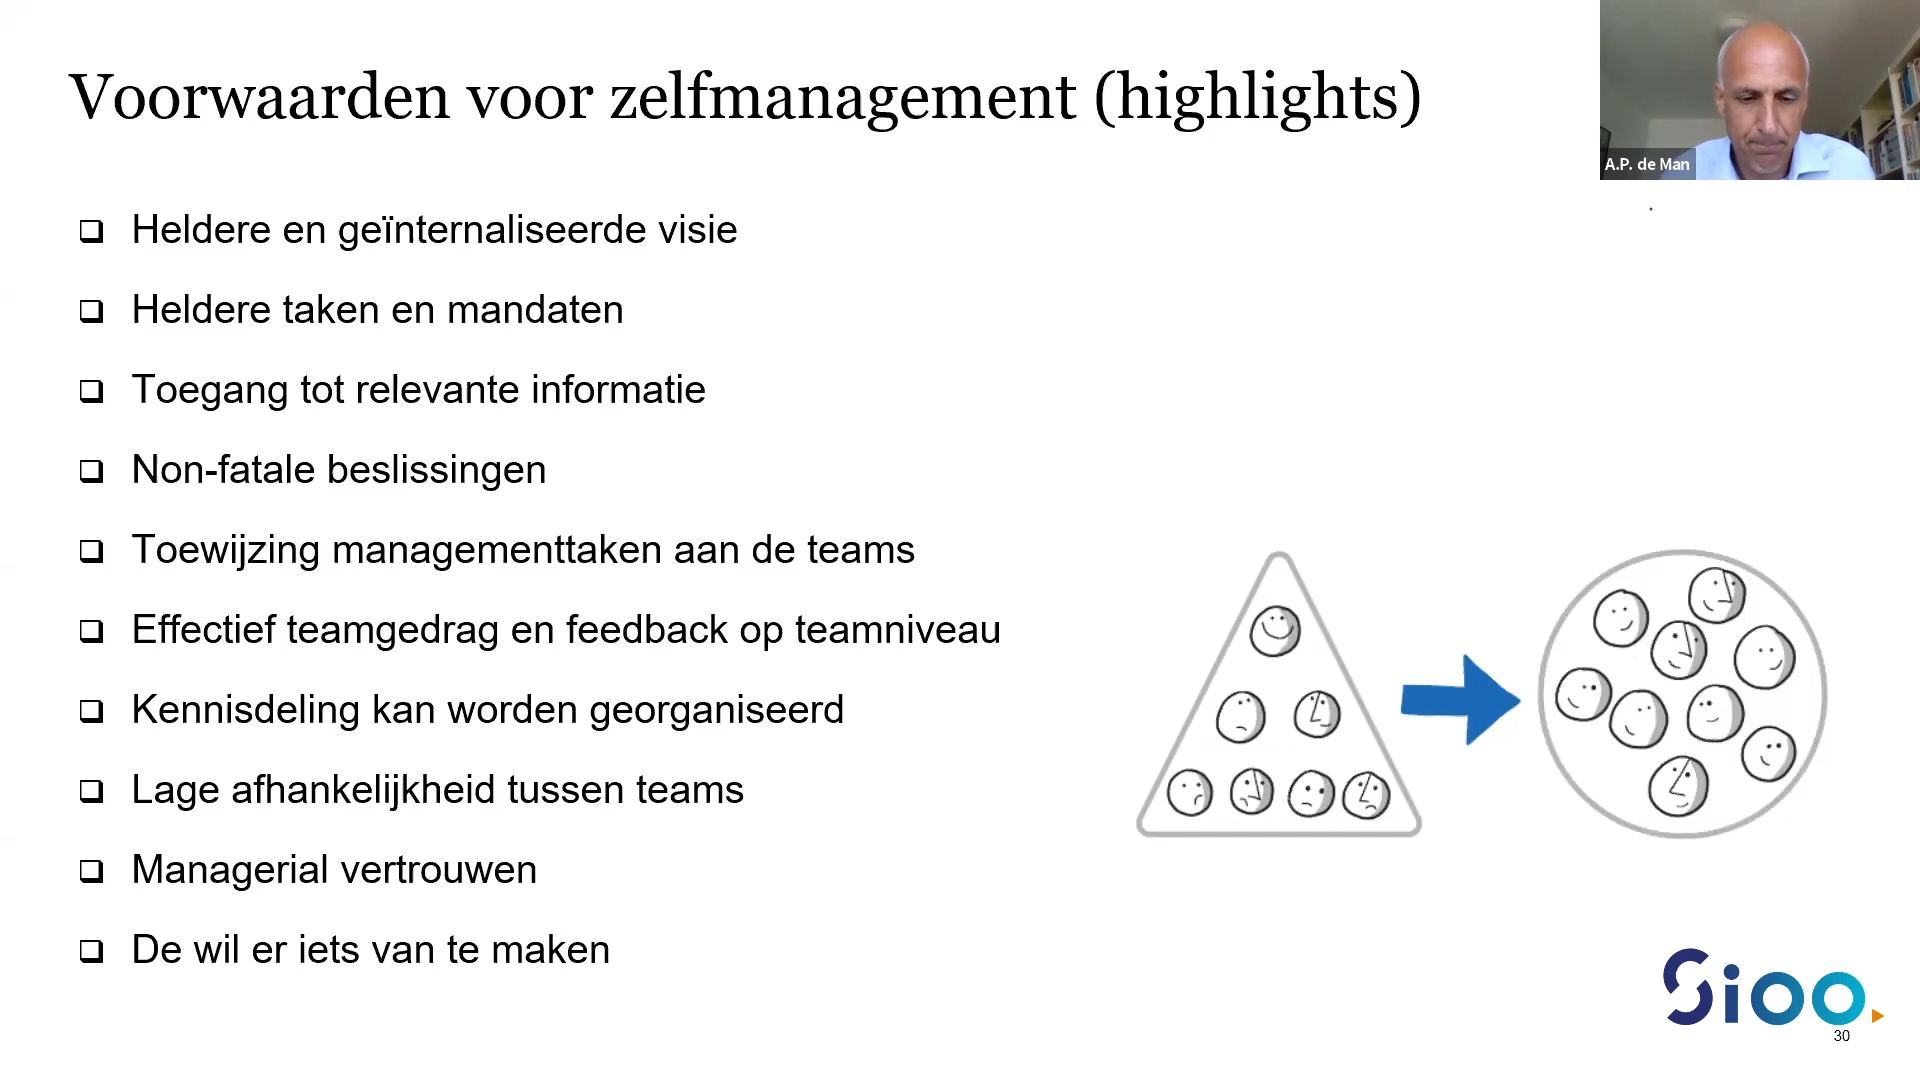 Voorwaarden voor zelfmanagement (highlights)
A.P. de Man
Heldere en geïnternaliseerde visie
Heldere taken en mandaten
Toegang tot relevante informatie
Non-fatale beslissingen
Toewijzing managementtaken aan de teams
Effectief teamgedrag en feedback op teamniveau
Kennisdeling kan worden georganiseerd
Lage afhankelijkheid tussen teams
Managerial vertrouwen
De wil er iets van te maken
Sioo
30